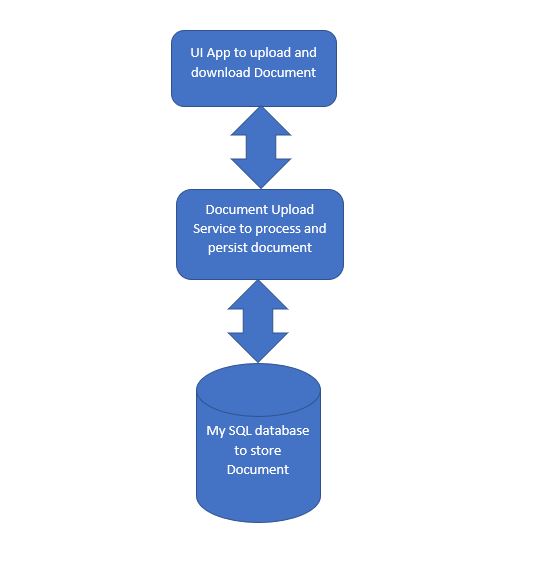 UI App to upload and
download Document
Document Upload
Service to process and
persist document
My SQL database
to store
Document